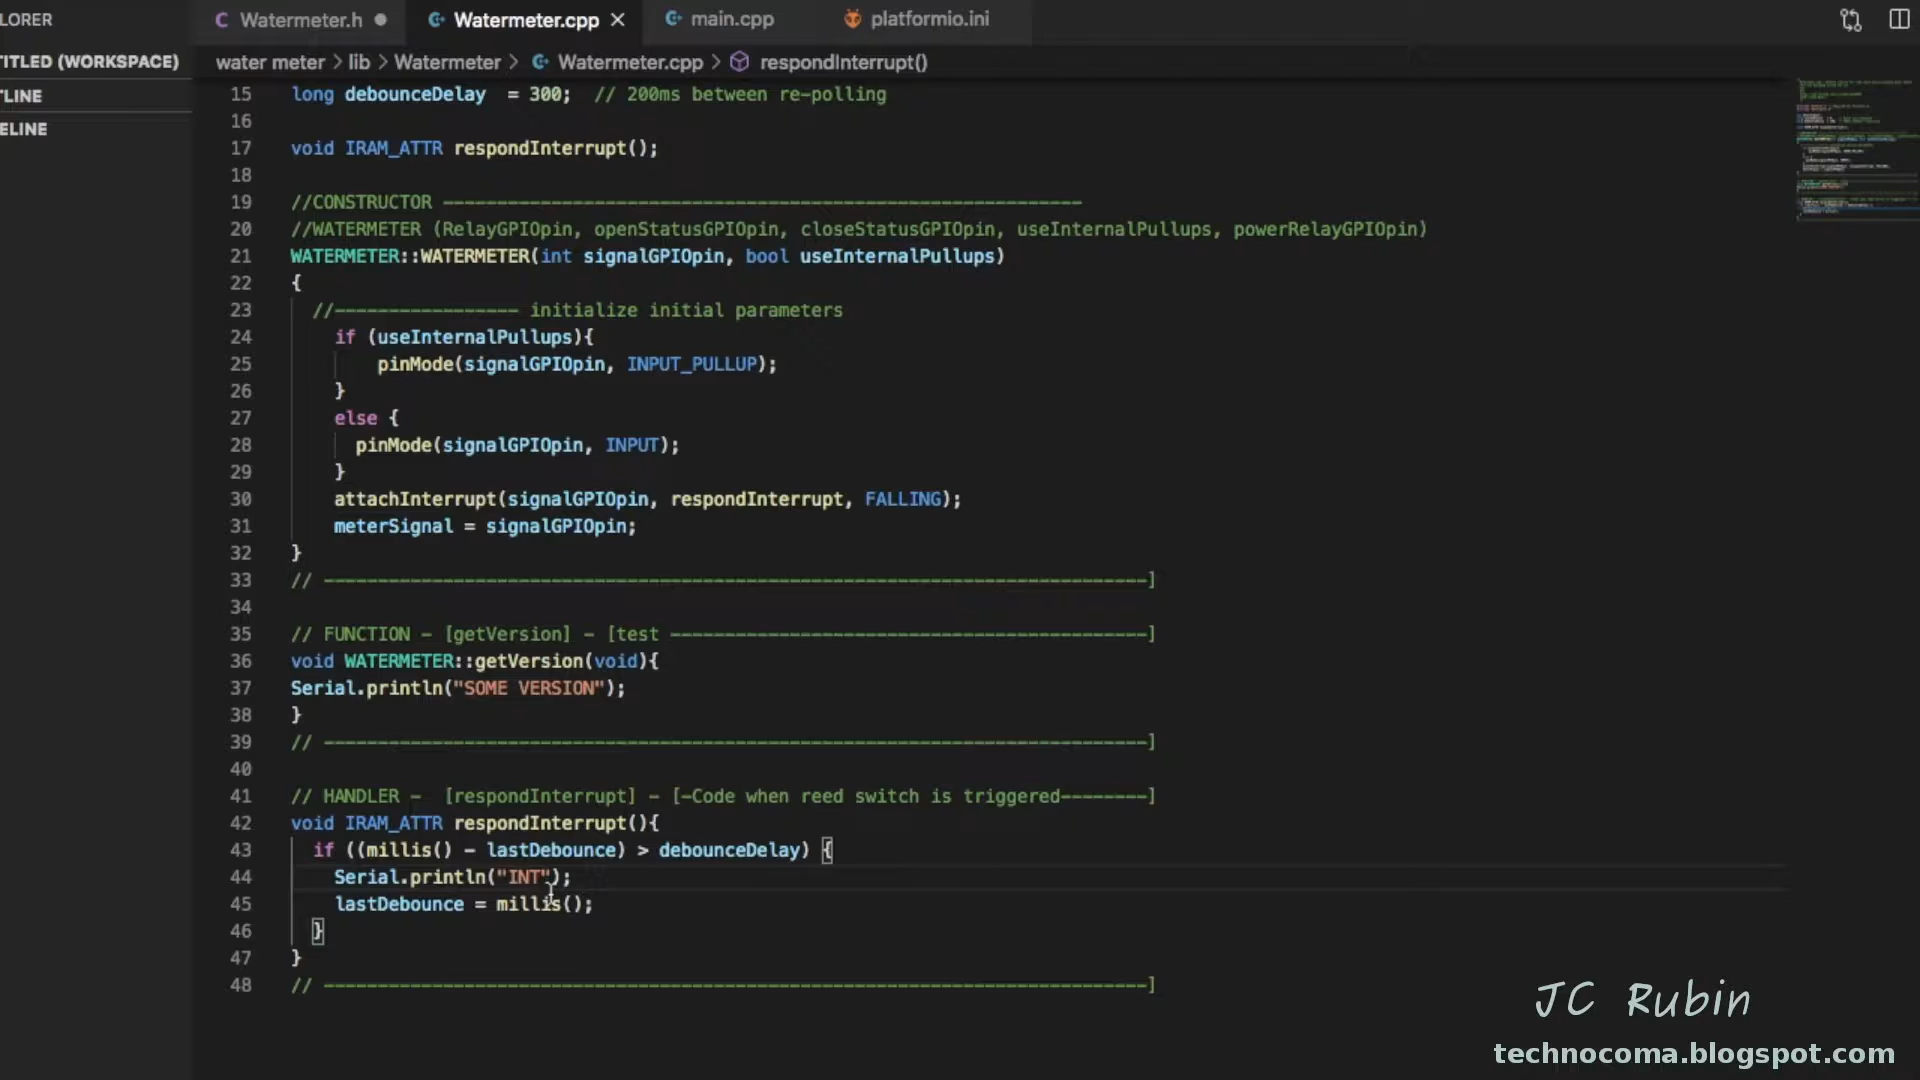 LORER
Watermeter.h
Watermeter.cpp
main.cpp
platformio.ini
TITLED (WORKSPACE)
water meter > lib > Watermeter > Watermeter.cpp > respondInterrupt()
TLINE
ELINE
15 long debounceDelay = 300; // 200ms between re-polling
16
17 void IRAM_ATTR respondInterrupt();
18
19 //CONSTRUCTOR ------------------------------------------------------------
20 //WATERMETER (RelayGPIOpin, openStatusGPIOpin, closeStatusGPIOpin, useInternalPullups, powerRelayGPIOpin)
21 WATERMETER::WATERMETER(int signalGPIOpin, bool useInternalPullups)
22 {
23 //----------------- initialize initial parameters
24 if (useInternalPullups){
25 pinMode(signalGPIOpin, INPUT_PULLUP);
26 }
27 else {
28 pinMode(signalGPIOpin, INPUT);
29 }
30 attachInterrupt(signalGPIOpin, respondInterrupt, FALLING);
31 meterSignal = signalGPIOpin;
32 }
33 // ----------------------------------------------------------------------------]
34
35 // FUNCTION - [getVersion] - [test --------------------------------------------]
36 void WATERMETER::getVersion(void){
37 Serial.println("SOME VERSION");
38 }
39 // ----------------------------------------------------------------------------]
40
41 // HANDLER - [respondInterrupt] - [-Code when reed switch is triggered--------]
42 void IRAM_ATTR respondInterrupt(){
43 if ((millis() - lastDebounce) > debounceDelay) {
44 Serial.println("INT");
45 lastDebounce = millis();
46 }
47 }
48 // ----------------------------------------------------------------------------]
JC Rubin
technocoma.blogspot.com